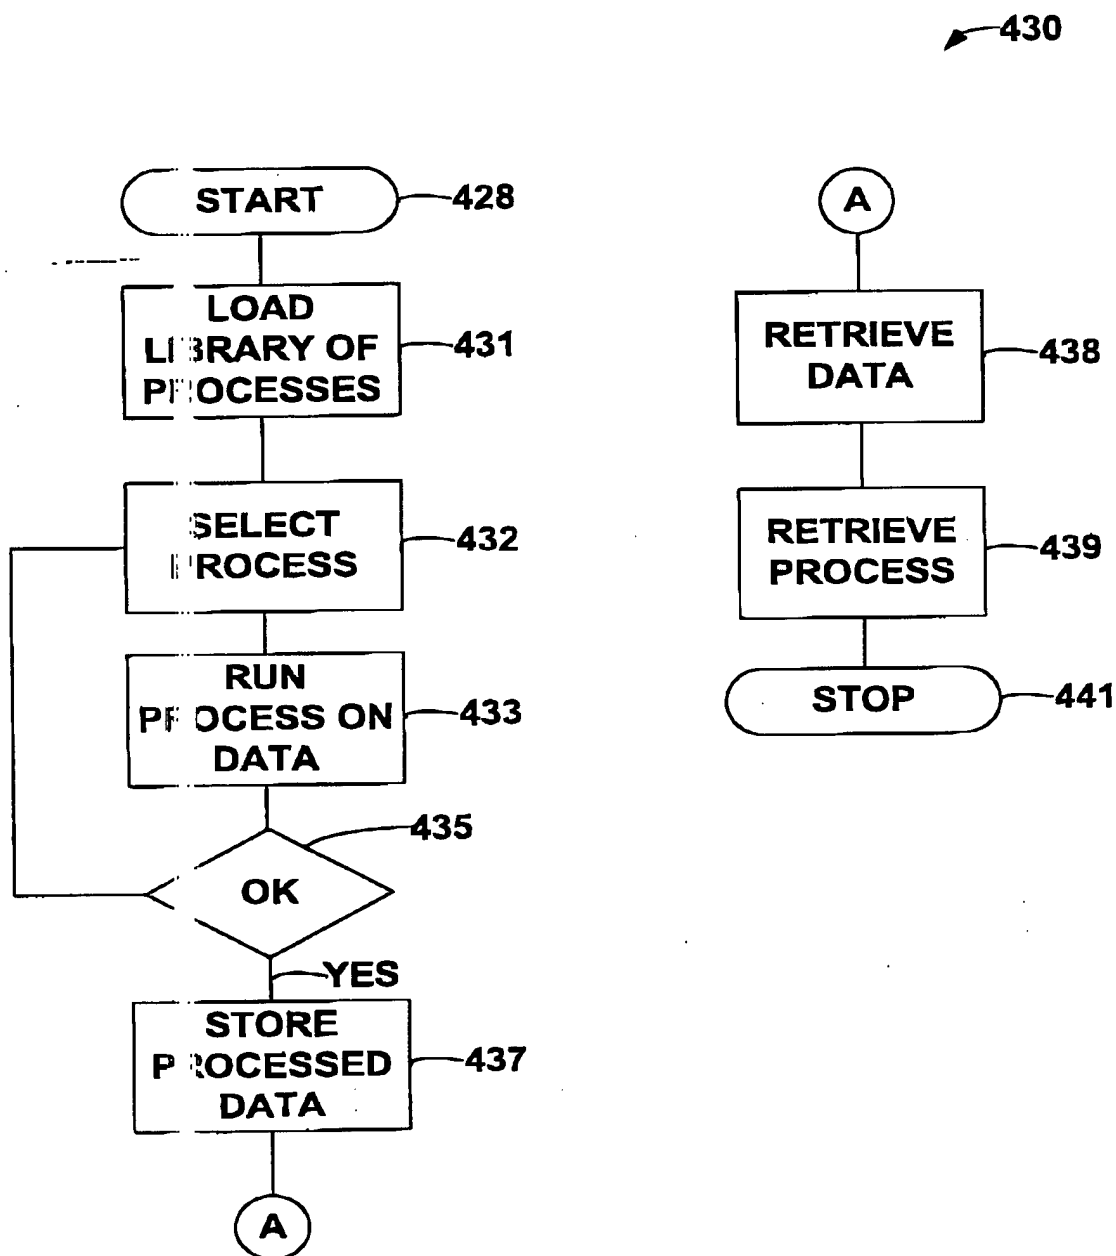 430
START
428
LOAD
LIBRARY OF
PROCESSES
431
SELECT
PROCESS
432
RUN
PROCESS ON
DATA
433
435
OK
YES
STORE
PROCESSED
DATA
437
A
A
RETRIEVE
DATA
438
RETRIEVE
PROCESS
439
STOP
441